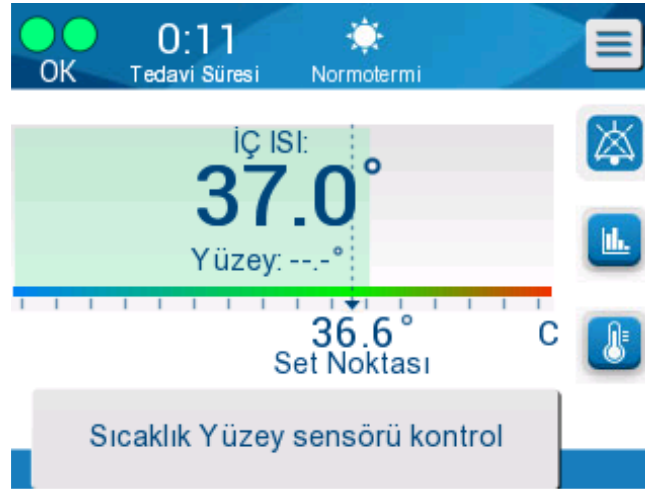 OK
0:11
Tedavi Süresi
Normotermi
İÇ ISI:
37.0°
Yüzey: --.-°
36.6° C
Set Noktası
Sıcaklık Yüzey sensörü kontrol